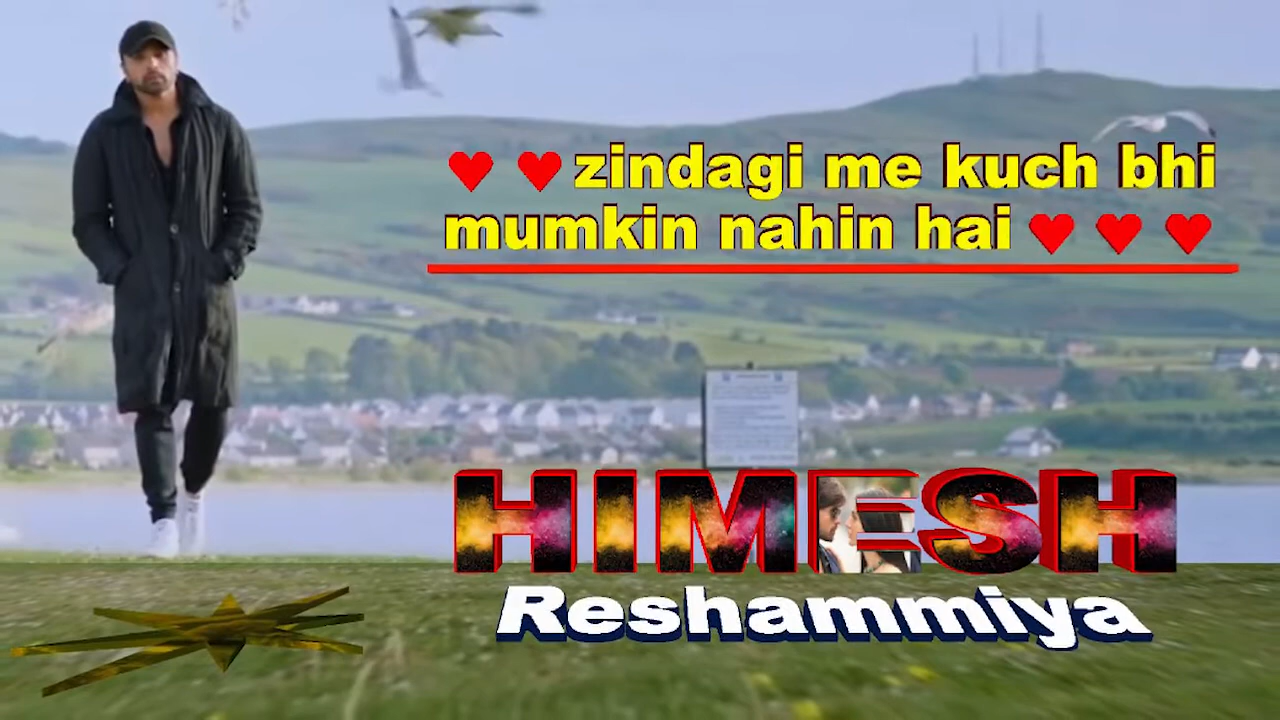 ♥ ♥ zindagi me kuch bhi
mumkin nahin hai ♥ ♥ ♥
HIMESH
Reshammiya